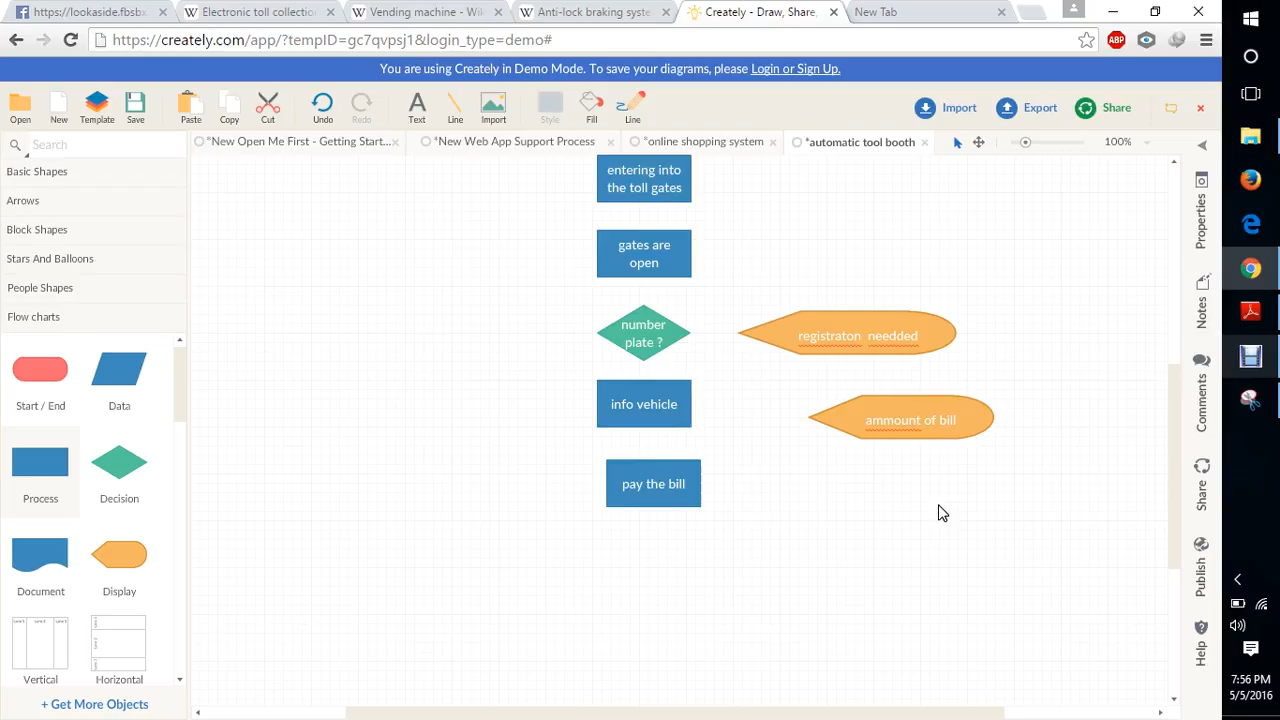 https://lookaside.fbsbx.
Electronic toll collectio
Vending machine - Wiki
Anti-lock braking syste
Creately - Draw, Share,
New Tab
https://creately.com/app/?tempID=gc7qvpsj1&login_type=demo#
ABP
You are using Creately in Demo Mode. To save your diagrams, please Login or Sign Up.
Open
New
Template
Save
Paste
Copy
Cut
Undo
Redo
Text
Line
Import
Style
Fill
Line
Import
Export
Share
Search
*New Open Me First - Getting Start...
*New Web App Support Process
*online shopping system
*automatic tool booth
100%
Basic Shapes
Arrows
Block Shapes
Stars And Balloons
People Shapes
Flow charts
Start / End
Data
Process
Decision
Document
Display
Vertical
Horizontal
+ Get More Objects
entering into
the toll gates
gates are
open
number
plate ?
registraton needded
info vehicle
ammount of bill
pay the bill
Properties
Notes
Comments
Share
Publish
Help
7:56 PM
5/5/2016